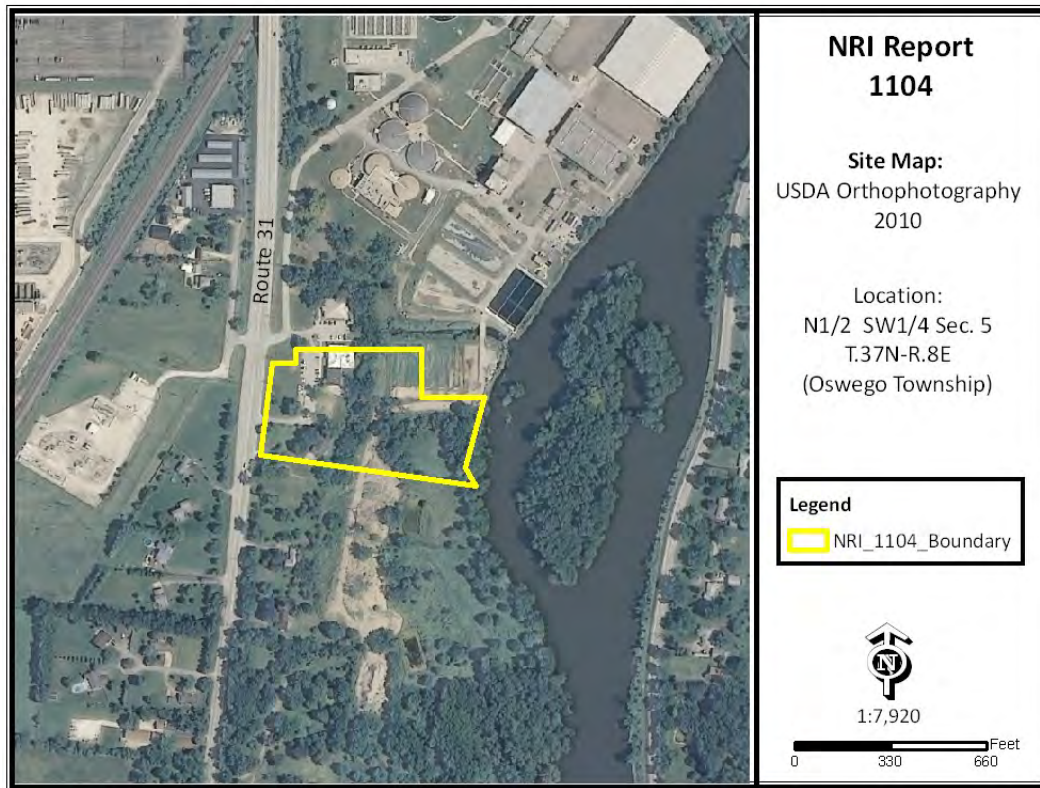 NRI Report
1104
Site Map:
USDA Orthophotography
2010
Location:
N1/2 SW1/4 Sec. 5
T.37N-R.8E
(Oswego Township)
Legend
NRI_1104_Boundary
N
1:7,920
Feet
0 330 660
Route 31